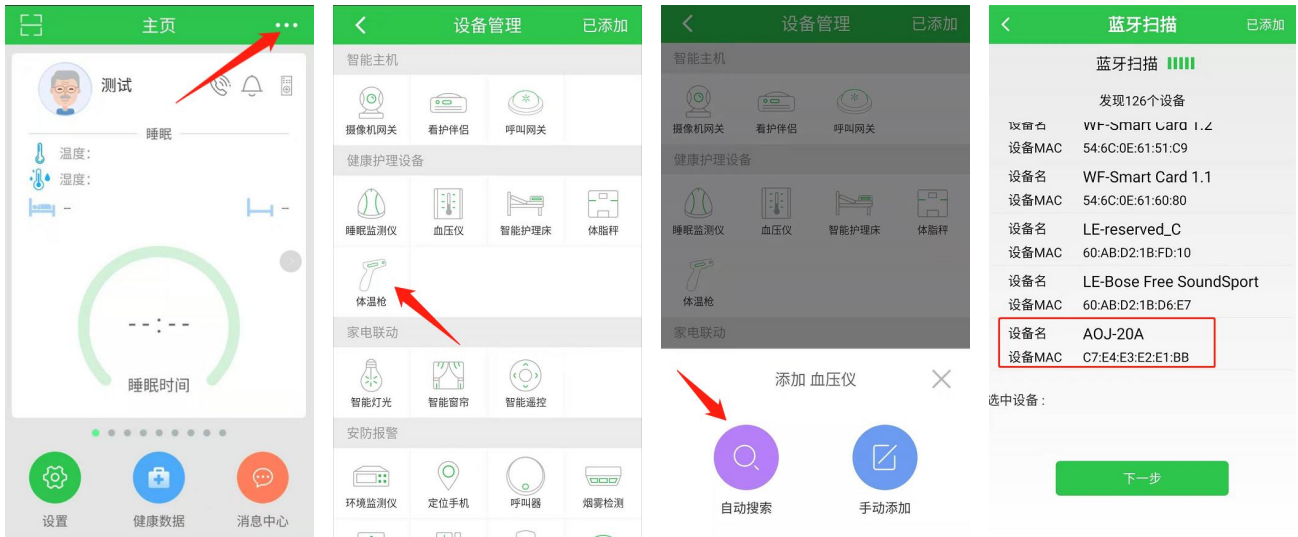 主页
测试
睡眠
温度：
湿度：
-
-
--:--
睡眠时间
设置
健康数据
消息中心
设备管理
已添加
智能主机
摄像机网关
看护伴侣
呼叫网关
健康护理设备
睡眠监测仪
血压仪
智能护理床
体脂秤
体温枪
家电联动
智能灯光
智能窗帘
智能遥控
安防报警
环境监测仪
定位手机
呼叫器
烟雾检测
设备管理
已添加
智能主机
摄像机网关
看护伴侣
呼叫网关
健康护理设备
睡眠监测仪
血压仪
智能护理床
体脂秤
体温枪
家电联动
添加 血压仪
自动搜索
手动添加
蓝牙扫描
已添加
蓝牙扫描
发现126个设备
设备名 WF-Smart Card 1.2
设备MAC 54:6C:0E:61:51:C9
设备名 WF-Smart Card 1.1
设备MAC 54:6C:0E:61:60:80
设备名 LE-reserved_C
设备MAC 60:AB:D2:1B:FD:10
设备名 LE-Bose Free SoundSport
设备MAC 60:AB:D2:1B:D6:E7
设备名 AOJ-20A
设备MAC C7:E4:E3:E2:E1:BB
选中设备：
下一步